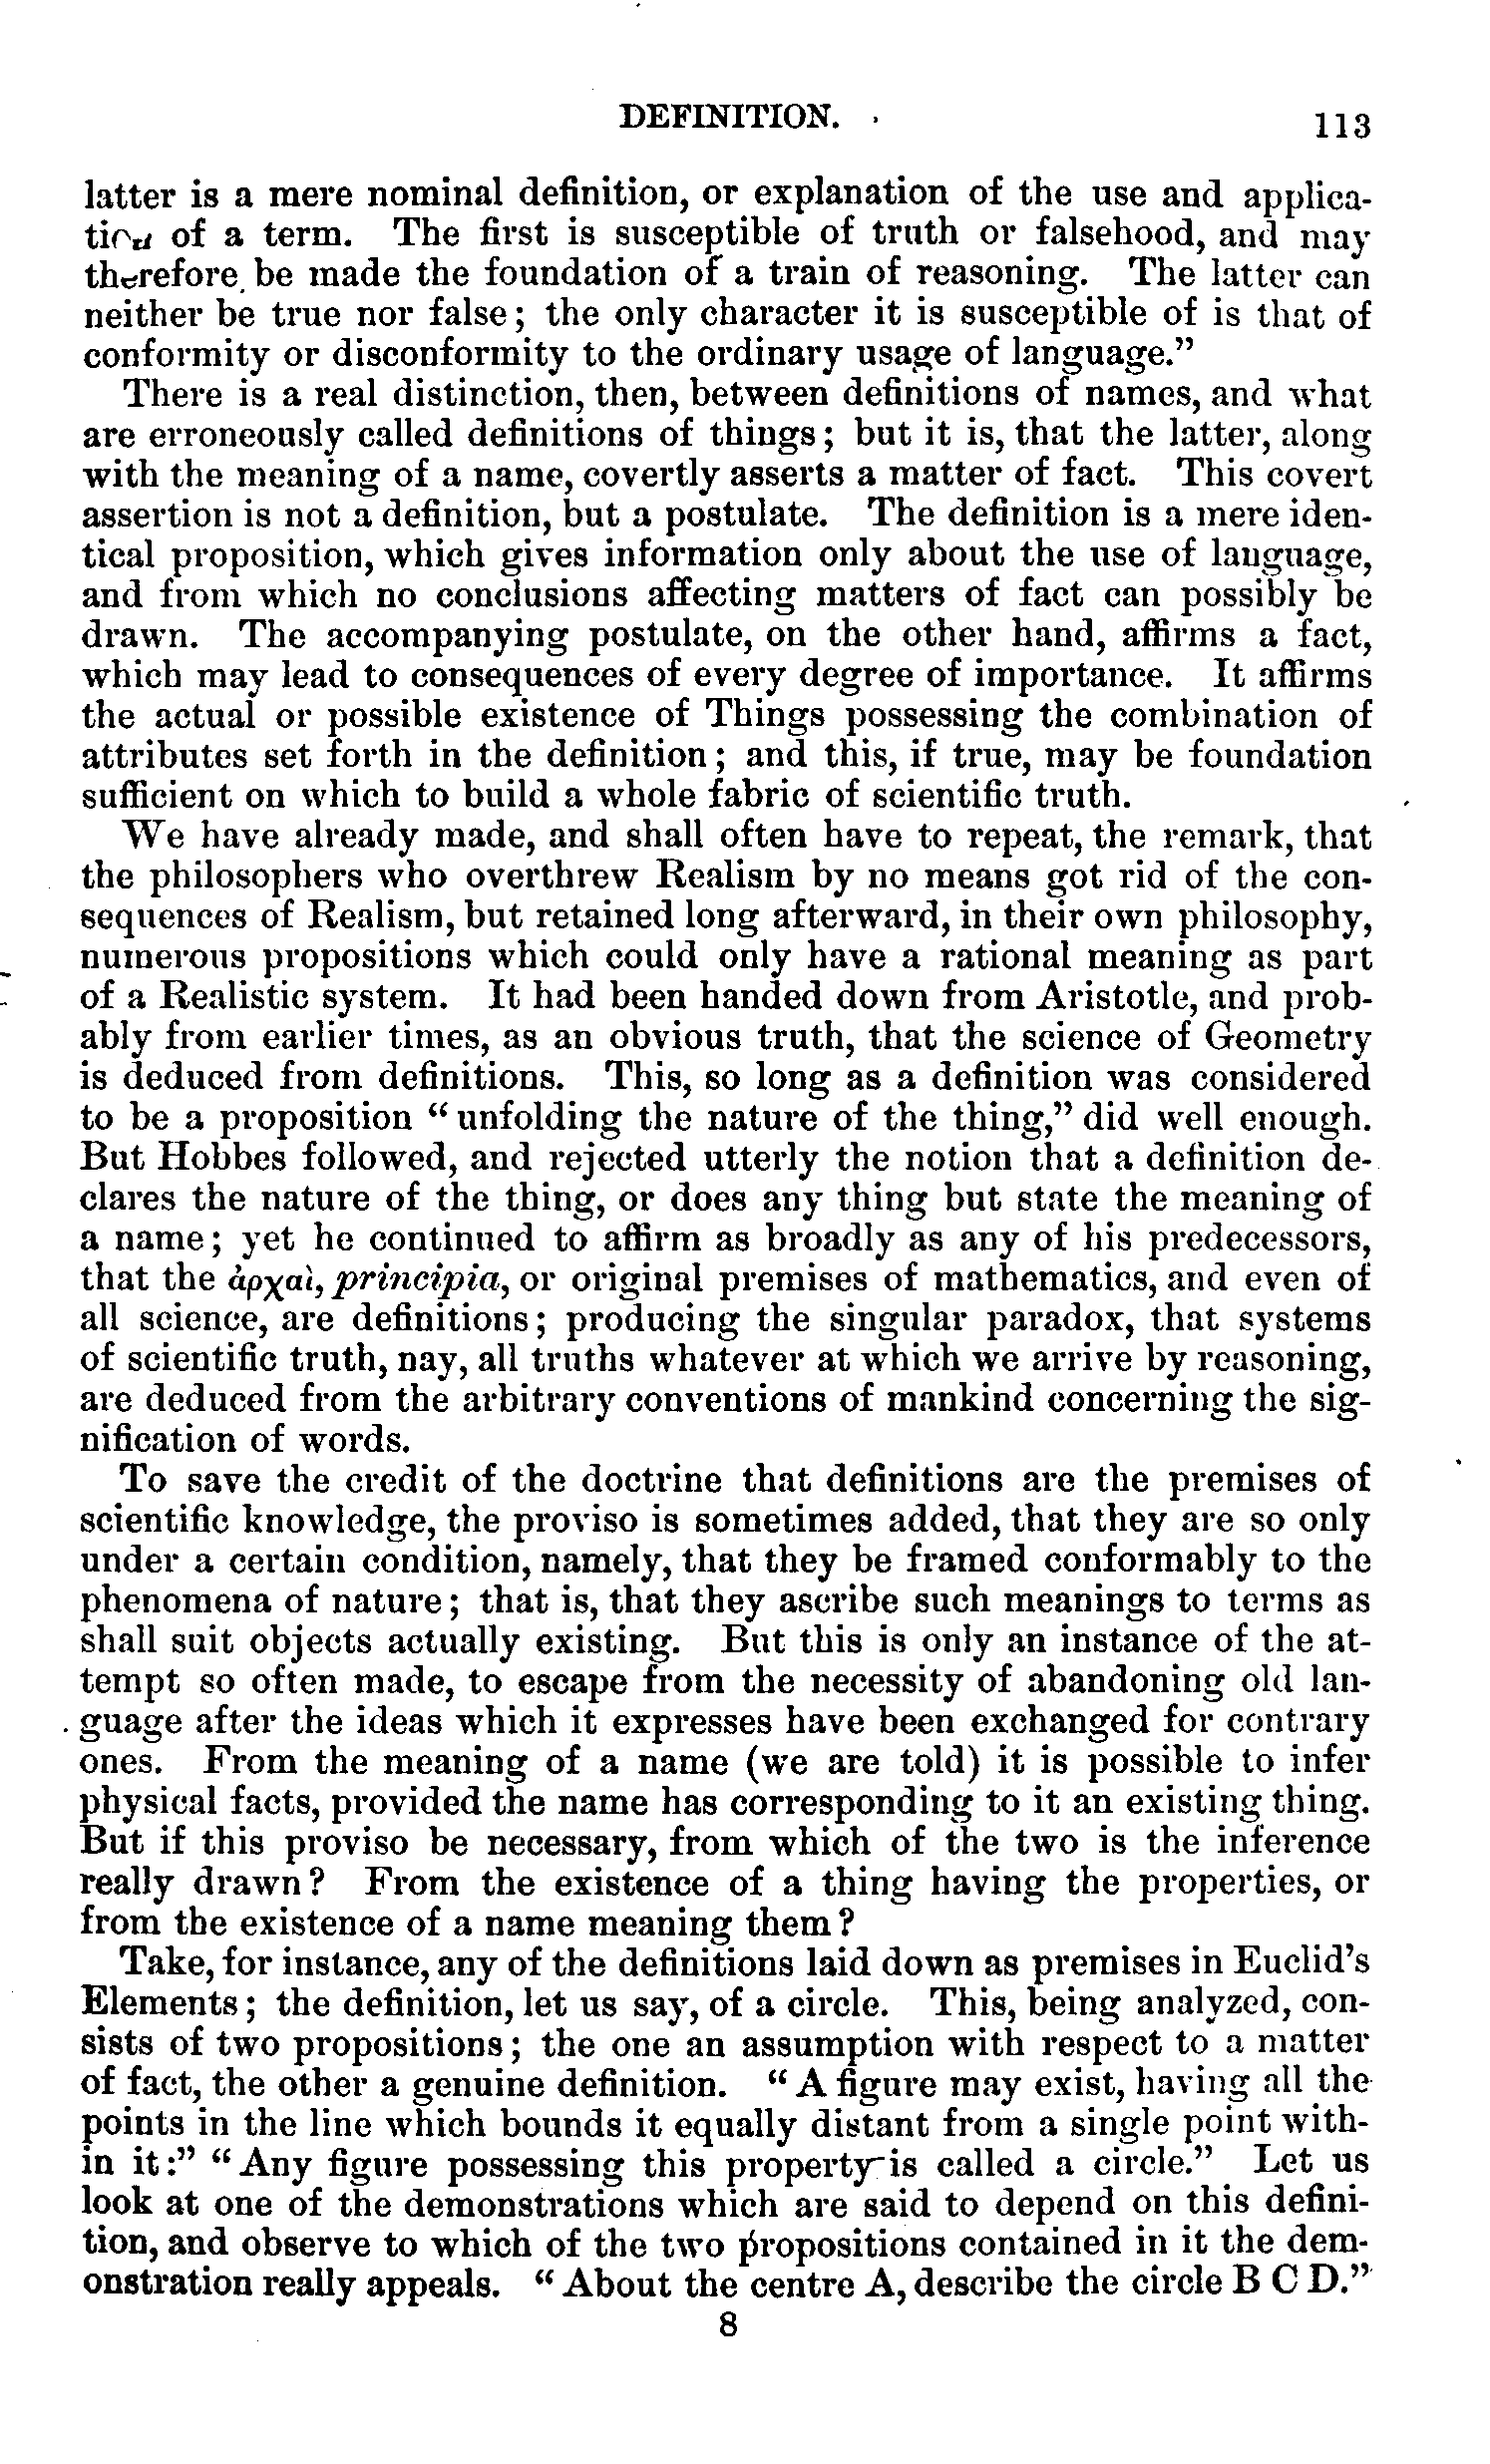 DEFINITION.
113
latter is a mere nominal definition, or explanation of the use and applica-
tion of a term. The first is susceptible of truth or falsehood, and may
therefore be made the foundation of a train of reasoning. The latter can
neither be true nor false; the only character it is susceptible of is that of
conformity or disconformity to the ordinary usage of language.”
There is a real distinction, then, between definitions of names, and what
are erroneously called definitions of things; but it is, that the latter, along
with the meaning of a name, covertly asserts a matter of fact. This covert
assertion is not a definition, but a postulate. The definition is a mere iden-
tical proposition, which gives information only about the use of language,
and from which no conclusions affecting matters of fact can possibly be
drawn. The accompanying postulate, on the other hand, affirms a fact,
which may lead to consequences of every degree of importance. It affirms
the actual or possible existence of Things possessing the combination of
attributes set forth in the definition; and this, if true, may be foundation
sufficient on which to build a whole fabric of scientific truth.
We have already made, and shall often have to repeat, the remark, that
the philosophers who overthrew Realism by no means got rid of the con-
sequences of Realism, but retained long afterward, in their own philosophy,
numerous propositions which could only have a rational meaning as part
of a Realistic system. It had been handed down from Aristotle, and prob-
ably from earlier times, as an obvious truth, that the science of Geometry
is deduced from definitions. This, so long as a definition was considered
to be a proposition “unfolding the nature of the thing,” did well enough.
But Hobbes followed, and rejected utterly the notion that a definition de-
clares the nature of the thing, or does any thing but state the meaning of
a name; yet he continued to affirm as broadly as any of his predecessors,
that the ἀρχαὶ, principia, or original premises of mathematics, and even of
all science, are definitions; producing the singular paradox, that systems
of scientific truth, nay, all truths whatever at which we arrive by reasoning,
are deduced from the arbitrary conventions of mankind concerning the sig-
nification of words.
To save the credit of the doctrine that definitions are the premises of
scientific knowledge, the proviso is sometimes added, that they are so only
under a certain condition, namely, that they be framed conformably to the
phenomena of nature; that is, that they ascribe such meanings to terms as
shall suit objects actually existing. But this is only an instance of the at-
tempt so often made, to escape from the necessity of abandoning old lan-
guage after the ideas which it expresses have been exchanged for contrary
ones. From the meaning of a name (we are told) it is possible to infer
physical facts, provided the name has corresponding to it an existing thing.
But if this proviso be necessary, from which of the two is the inference
really drawn? From the existence of a thing having the properties, or
from the existence of a name meaning them?
Take, for instance, any of the definitions laid down as premises in Euclid’s
Elements; the definition, let us say, of a circle. This, being analyzed, con-
sists of two propositions; the one an assumption with respect to a matter
of fact, the other a genuine definition. “A figure may exist, having all the
points in the line which bounds it equally distant from a single point with-
in it:” “Any figure possessing this property is called a circle.” Let us
look at one of the demonstrations which are said to depend on this defini-
tion, and observe to which of the two propositions contained in it the dem-
onstration really appeals. “About the centre A, describe the circle B C D.”
8